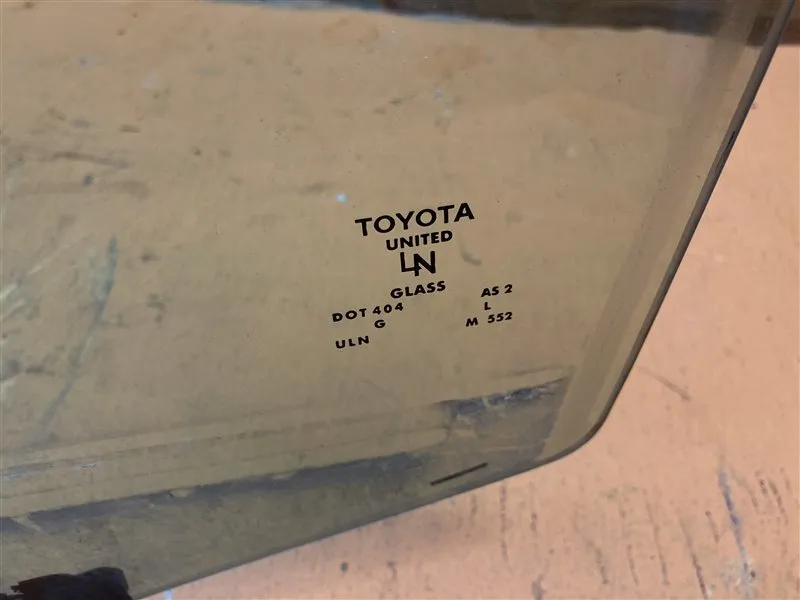 TOYOTA
UNITED
LN
GLASS
DOT 404 AS 2
G L
ULN M 552